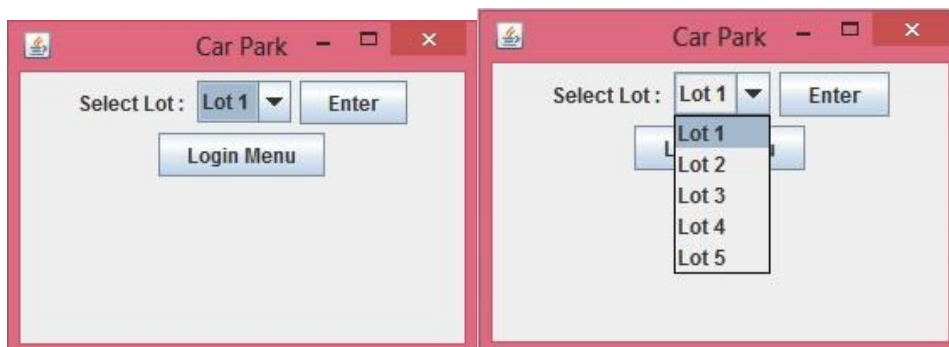 Car Park
Select Lot : Lot 1 Enter
Login Menu
Car Park
Select Lot : Lot 1 Enter
Lot 1
Lot 2
Lot 3
Lot 4
Lot 5